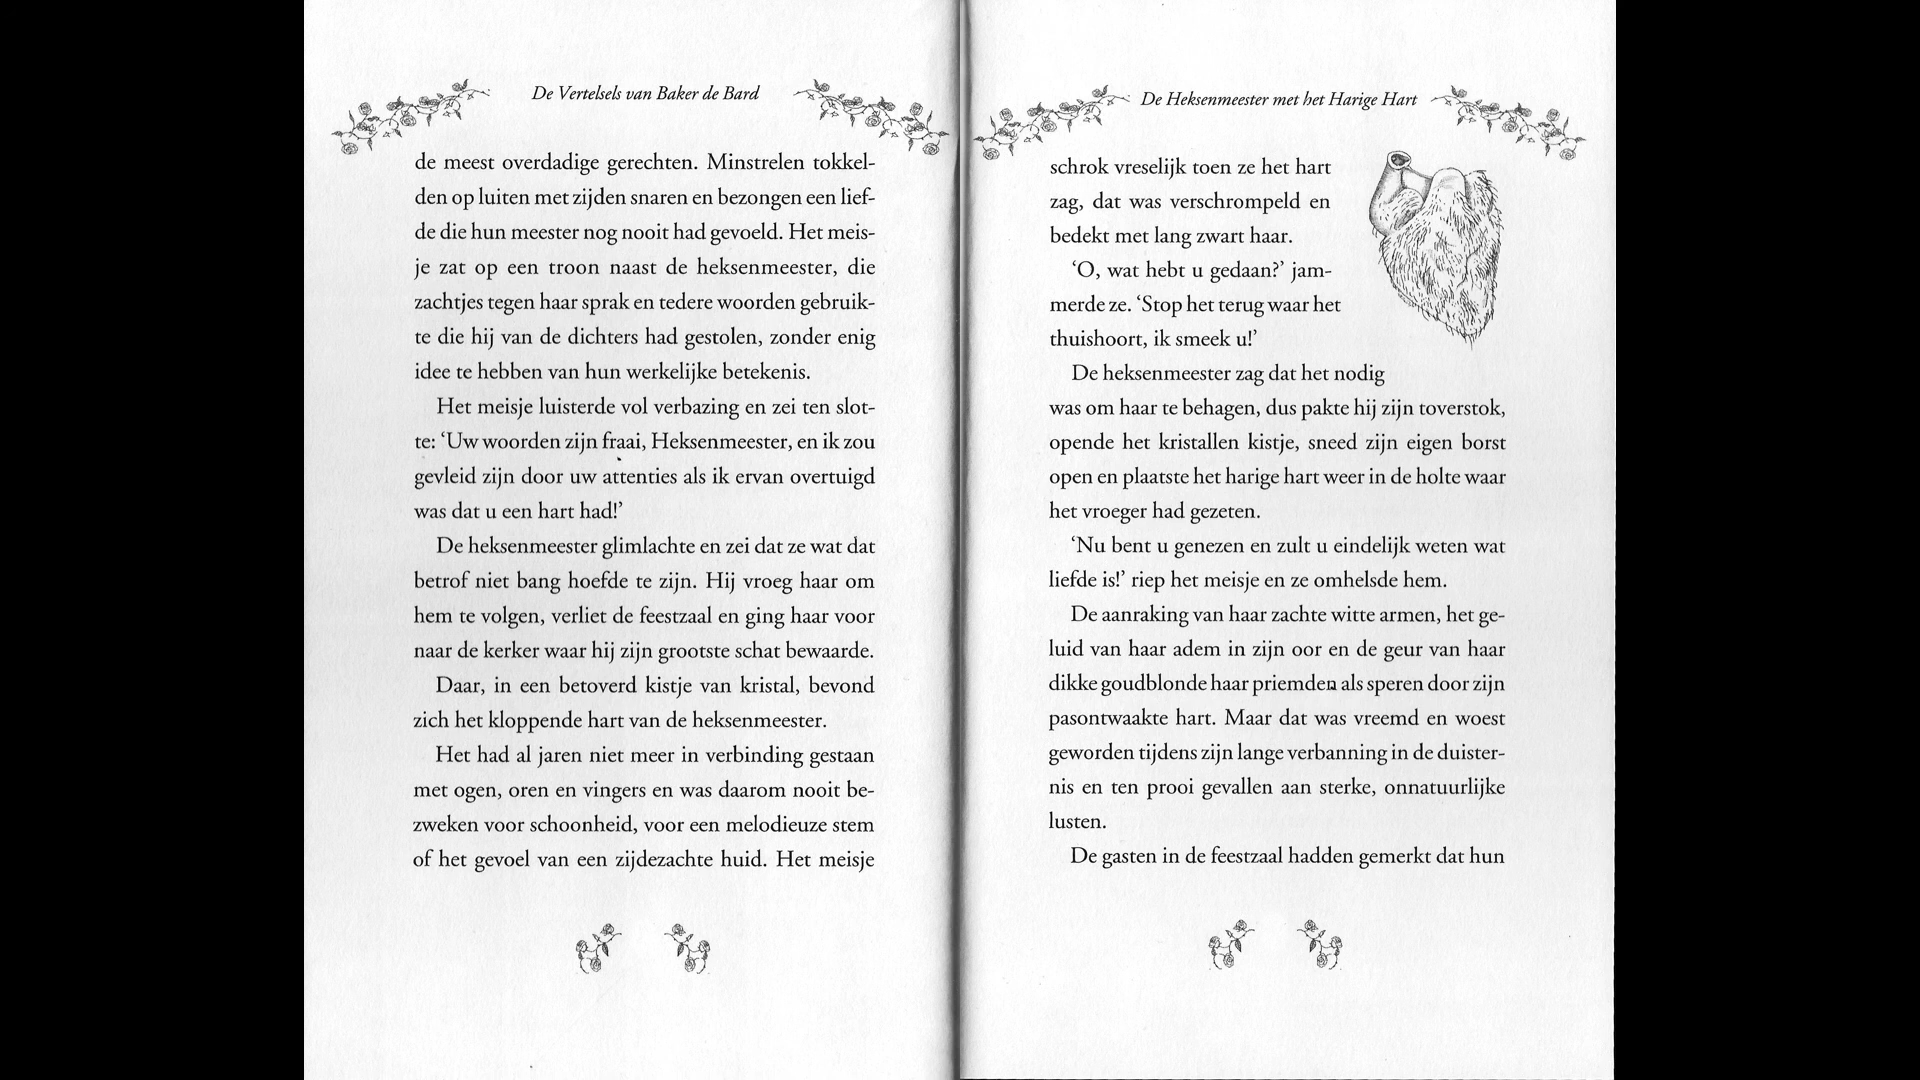 De Vertelsels van Baker de Bard
de meest overdadige gerechten. Minstrelen tokkel-
den op luiten met zijden snaren en bezongen een lief-
de die hun meester nog nooit had gevoeld. Het meis-
je zat op een troon naast de heksenmeester, die
zachtjes tegen haar sprak en tedere woorden gebruik-
te die hij van de dichters had gestolen, zonder enig
idee te hebben van hun werkelijke betekenis.
Het meisje luisterde vol verbazing en zei ten slot-
te: ‘Uw woorden zijn fraai, Heksenmeester, en ik zou
gevleid zijn door uw attenties als ik ervan overtuigd
was dat u een hart had!’
De heksenmeester glimlachte en zei dat ze wat dat
betrof niet bang hoefde te zijn. Hij vroeg haar om
hem te volgen, verliet de feestzaal en ging haar voor
naar de kerker waar hij zijn grootste schat bewaarde.
Daar, in een betoverd kistje van kristal, bevond
zich het kloppende hart van de heksenmeester.
Het had al jaren niet meer in verbinding gestaan
met ogen, oren en vingers en was daarom nooit be-
zweken voor schoonheid, voor een melodieuze stem
of het gevoel van een zijdezachte huid. Het meisje
De Heksenmeester met het Harige Hart
schrok vreselijk toen ze het hart
zag, dat was verschrompeld en
bedekt met lang zwart haar.
‘O, wat hebt u gedaan?’ jam-
merde ze. ‘Stop het terug waar het
thuishoort, ik smeek u!’
De heksenmeester zag dat het nodig
was om haar te behagen, dus pakte hij zijn toverstok,
opende het kristallen kistje, sneed zijn eigen borst
open en plaatste het harige hart weer in de holte waar
het vroeger had gezeten.
‘Nu bent u genezen en zult u eindelijk weten wat
liefde is!’ riep het meisje en ze omhelsde hem.
De aanraking van haar zachte witte armen, het ge-
luid van haar adem in zijn oor en de geur van haar
dikke goudblonde haar priemden als speren door zijn
pasontwaakte hart. Maar dat was vreemd en woest
geworden tijdens zijn lange verbanning in de duister-
nis en ten prooi gevallen aan sterke, onnatuurlijke
lusten.
De gasten in de feestzaal hadden gemerkt dat hun